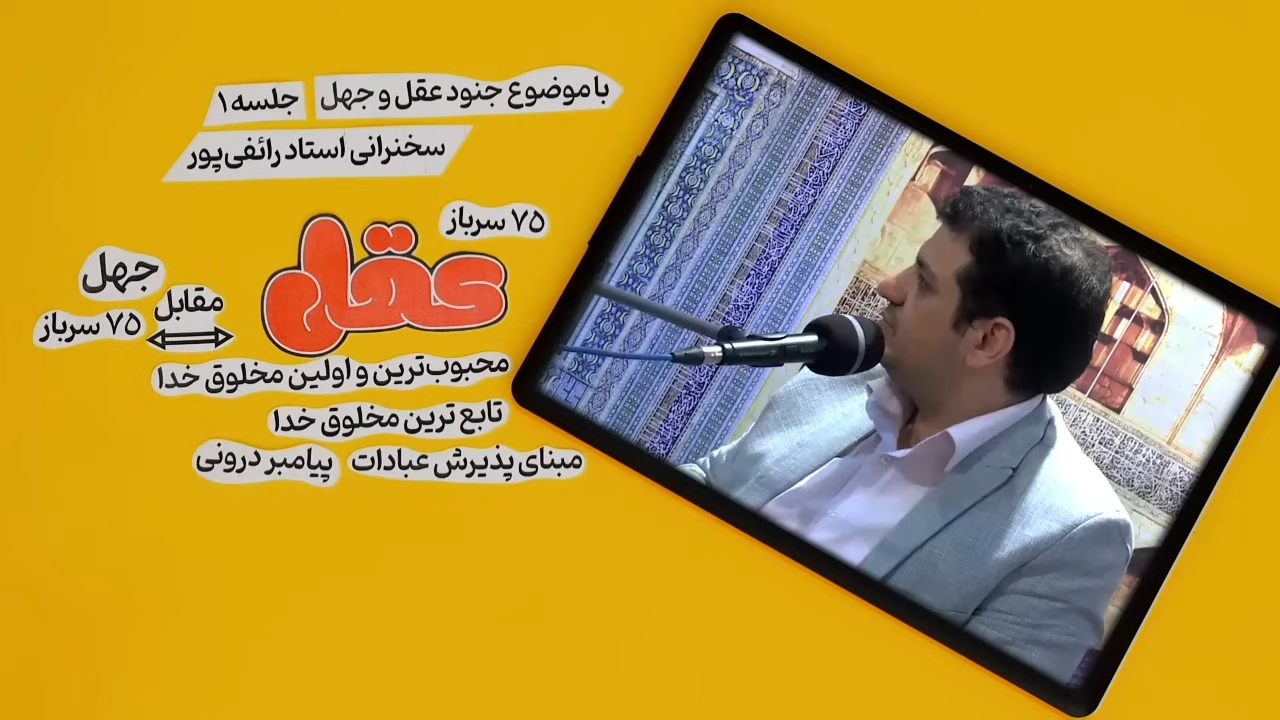 با موضوع جنود عقل و جهل جلسه ۱
سخنرانی استاد رائفی‌پور
۷۵ سرباز
عقل
جهل
مقابل
۷۵ سرباز
محبوب‌ترین و اولین مخلوق خدا
تابع ترین مخلوق خدا
مبنای پذیرش عبادات پیامبر درونی